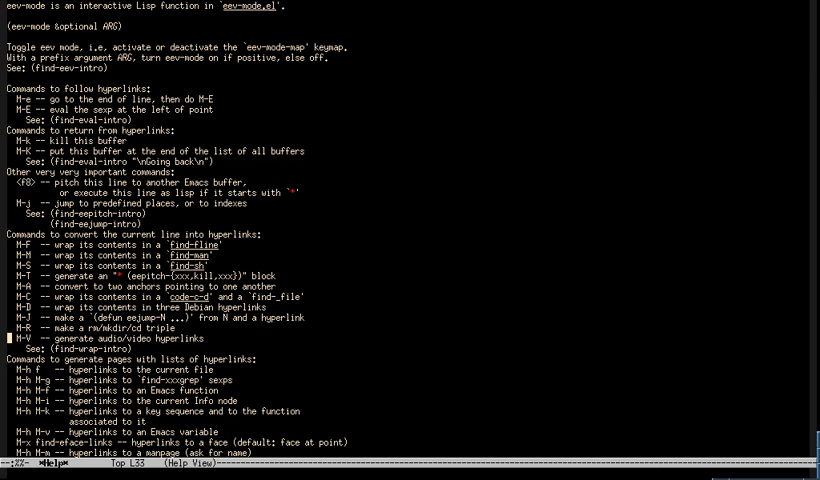 eev-mode is an interactive Lisp function in `eev-mode.el'.
(eev-mode &optional ARG)
Toggle eev mode, i.e, activate or deactivate the `eev-mode-map' keymap.
With a prefix argument ARG, turn eev-mode on if positive, else off.
See: (find-eev-intro)
Commands to follow hyperlinks:
M-e -- go to the end of line, then do M-E
M-E -- eval the sexp at the left of point
See: (find-eval-intro)
Commands to return from hyperlinks:
M-k -- kill this buffer
M-K -- put this buffer at the end of the list of all buffers
See: (find-eval-intro "\nGoing back\n")
Other very very important commands:
<f8> -- pitch this line to another Emacs buffer,
or execute this line as lisp if it starts with `*'
M-j -- jump to predefined places, or to indexes
See: (find-eepitch-intro)
(find-eejump-intro)
Commands to convert the current line into hyperlinks:
M-F -- wrap its contents in a `find-fline'
M-M -- wrap its contents in a `find-man'
M-S -- wrap its contents in a `find-sh'
M-T -- generate an "* (eepitch-{xxx,kill,xxx})" block
M-A -- convert to two anchors pointing to one another
M-C -- wrap its contents in a `code-c-d' and a `find-_file'
M-D -- wrap its contents in three Debian hyperlinks
M-J -- make a `(defun eejump-N ...)' from N and a hyperlink
M-R -- make a rm/mkdir/cd triple
M-V -- generate audio/video hyperlinks
See: (find-wrap-intro)
Commands to generate pages with lists of hyperlinks:
M-h f -- hyperlinks to the current file
M-h M-g -- hyperlinks to `find-xxxgrep' sexps
M-h M-f -- hyperlinks to an Emacs function
M-h M-i -- hyperlinks to the current Info node
M-h M-k -- hyperlinks to a key sequence and to the function
associated to it
M-h M-v -- hyperlinks to an Emacs variable
M-x find-eface-links -- hyperlinks to a face (default: face at point)
M-h M-m -- hyperlinks to a manpage (ask for name)
--:%%- *Help* Top L33 (Help View)--------